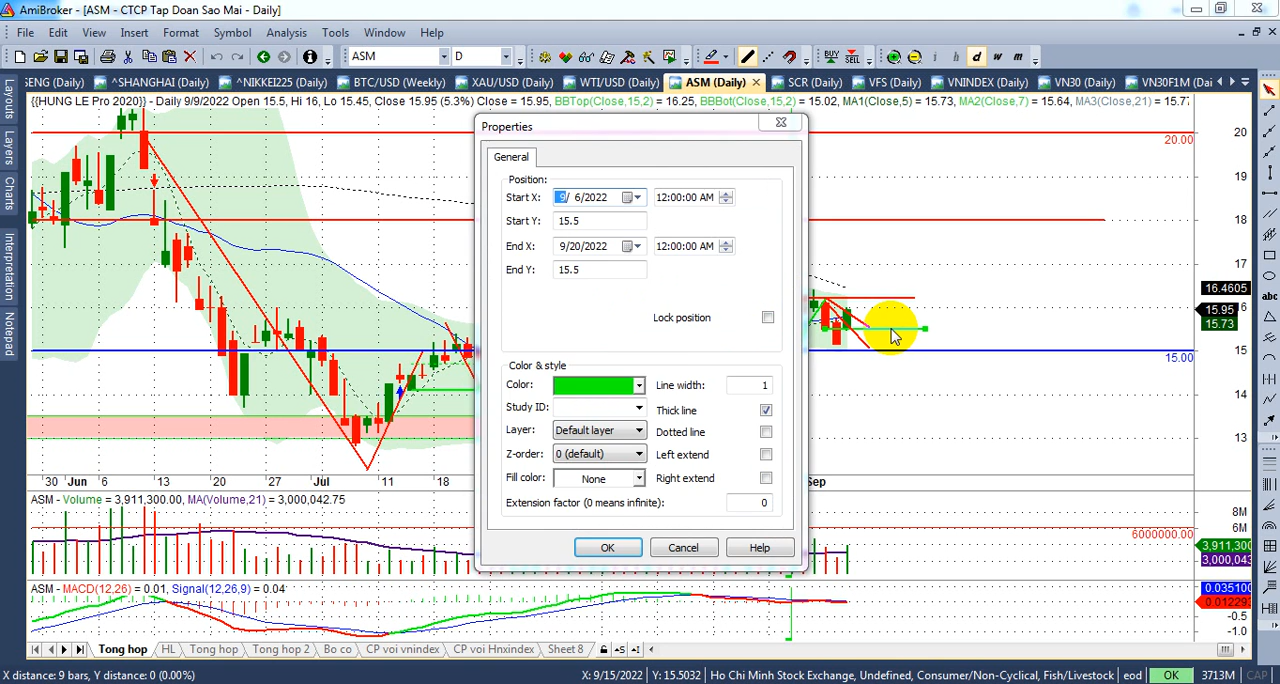 AmiBroker - [ASM - CTCP Tap Doan Sao Mai - Daily]
File Edit View Insert Format Symbol Analysis Tools Window Help
ASM D BUY SELL i h d w m
ENG (Daily) ^SHANGHAI (Daily) ^NIKKEI225 (Daily) BTC/USD (Weekly) XAU/USD (Daily) WTI/USD (Daily) ASM (Daily) SCR (Daily) VFS (Daily) VNINDEX (Daily) VN30 (Daily) VN30F1M (Dai
{{HUNG LE Pro 2020}} - Daily 9/9/2022 Open 15.5, Hi 16, Lo 15.45, Close 15.95 (5.3%) Close = 15.95, BBTop(Close,15,2) = 16.25, BBBot(Close,15,2) = 15.02, MA1(Close,5) = 15.73, MA2(Close,7) = 15.64, MA3(Close,21) = 15.77
Layouts
Layers
Charts
Interpretation
Notepad
Properties
General
Position:
Start X: 9/ 6/2022 12:00:00 AM
Start Y: 15.5
End X: 9/20/2022 12:00:00 AM
End Y: 15.5
Lock position
Color & style
Color: Line width: 1
Study ID: Thick line
Layer: Default layer Dotted line
Z-order: 0 (default) Left extend
Fill color: None Right extend
Extension factor (0 means infinite): 0
OK Cancel Help
20
20.00
19
18
17
16.4605
16
15.95
15.73
15
15.00
14
13
abc
30 Jun 6 13 20 27 Jul 11 18 Sep
ASM - Volume = 3,911,300.00, MA(Volume,21) = 3,000,042.75
8M
6M
6000000.00
3,911,300
3,000,043
ASM - MACD(12,26) = 0.01, Signal(12,26,9) = 0.04
0.035100
0.012293
-0.5
-1.0
Tong hop HL Tong hop Tong hop 2 Bo co CP voi vnindex CP voi Hnxindex Sheet 8
X distance: 9 bars, Y distance: 0 (0.00%) X: 9/15/2022 Y: 15.5032 Ho Chi Minh Stock Exchange, Undefined, Consumer/Non-Cyclical, Fish/Livestock eod OK 3713M CAP